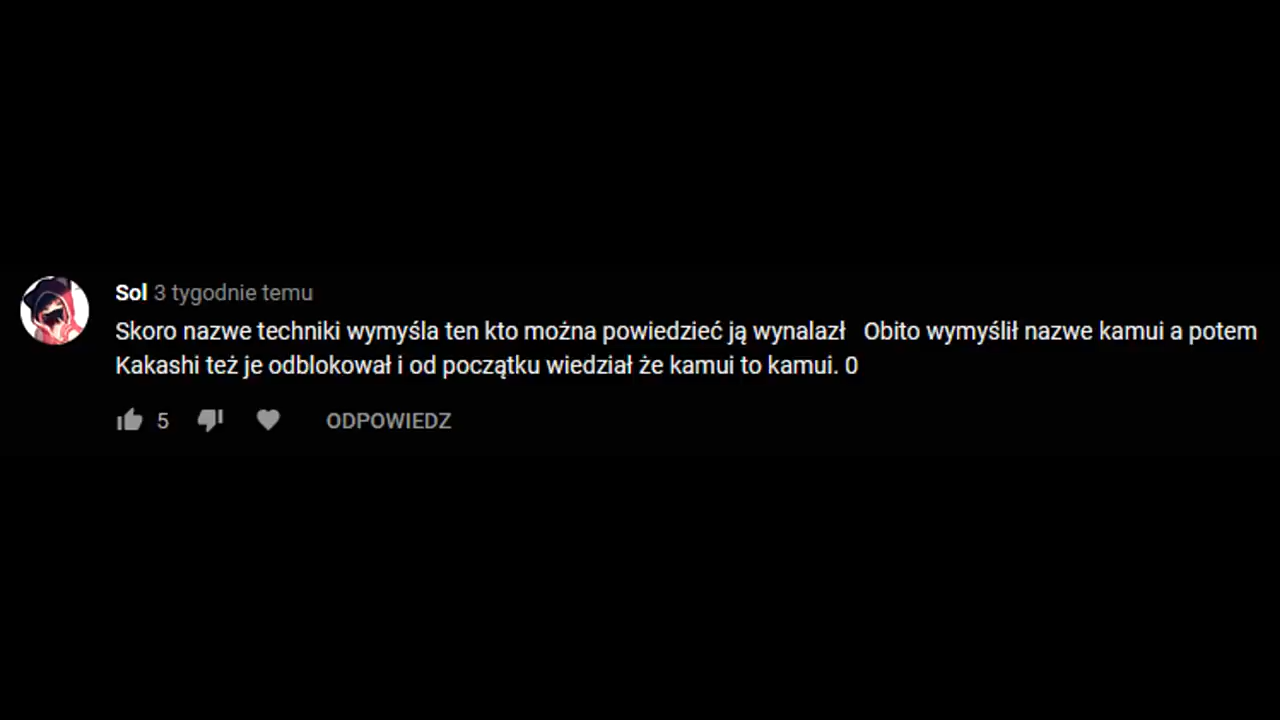 Sol 3 tygodnie temu
Skoro nazwe techniki wymyśla ten kto można powiedzieć ją wynalazł   Obito wymyślił nazwe kamui a potem
Kakashi też je odblokował i od początku wiedział że kamui to kamui. 0
5 ODPOWIEDZ